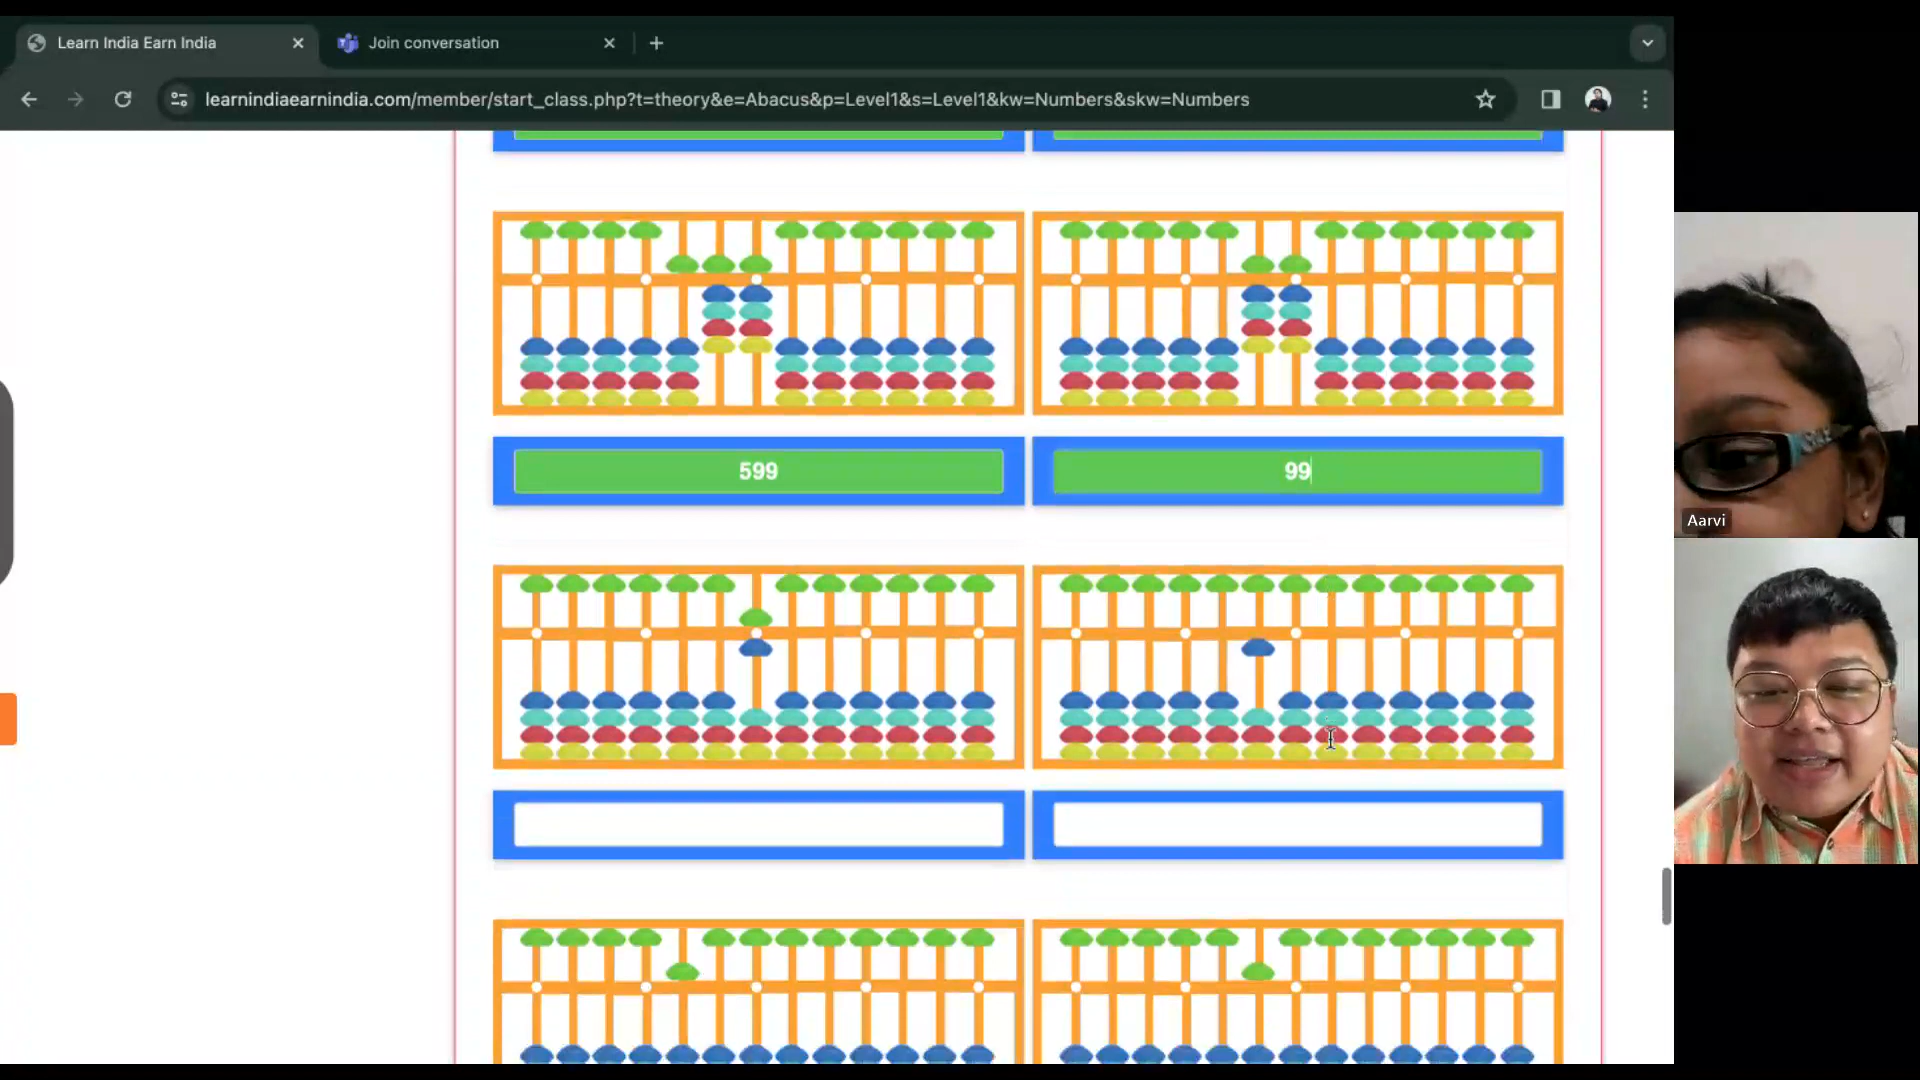 Learn India Earn India
Join conversation
learnindiaearnindia.com/member/start_class.php?t=theory&e=Abacus&p=Level1&s=Level1&kw=Numbers&skw=Numbers
599
99
Aarvi